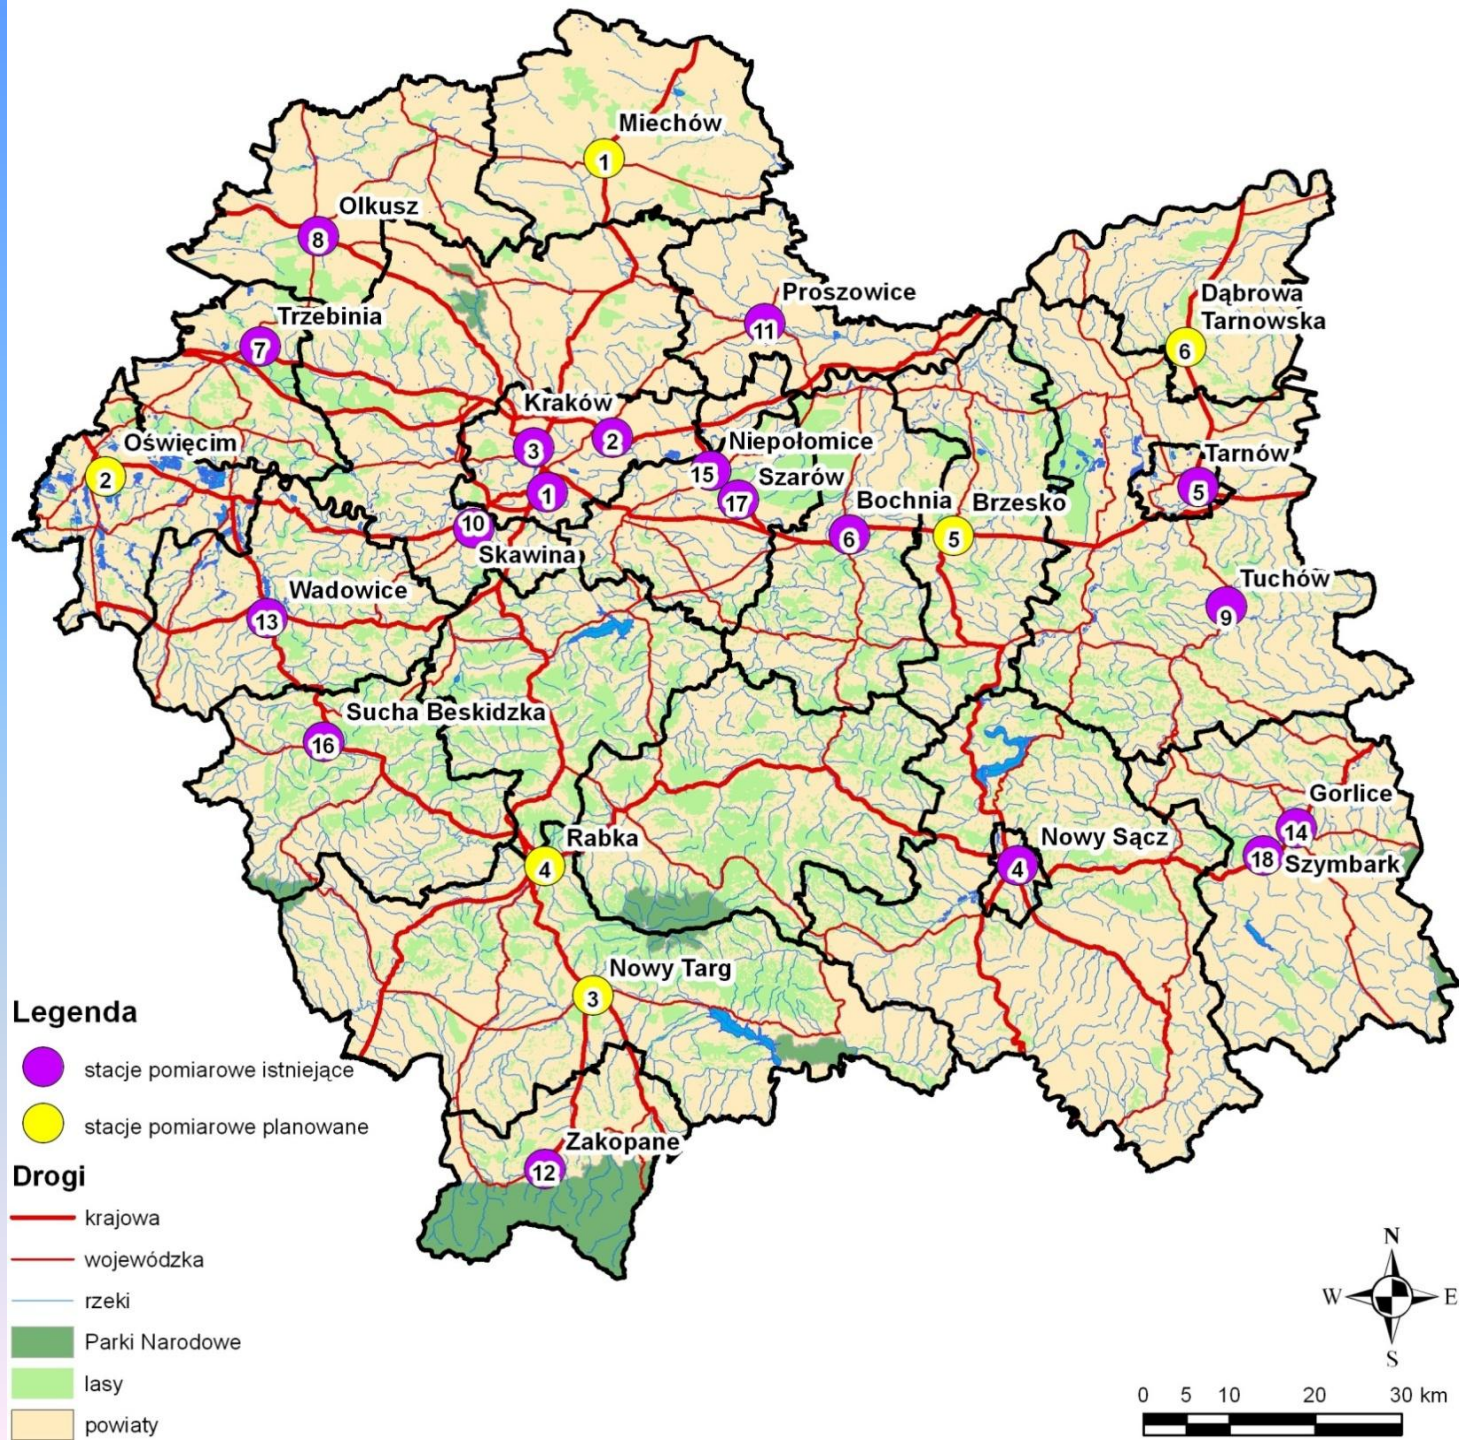 Miechów
1
Olkusz
8
Trzebinia
7
Proszowice
11
Dąbrowa
Tarnowska
6
Kraków
3
2
1
Oświęcim
2
Niepołomice
15
Szarów
17
Bochnia
6
Brzesko
5
Tarnów
5
10
Skawina
Wadowice
13
Tuchów
9
Sucha Beskidzka
16
Gorlice
14
18
Szymbark
Rabka
4
Nowy Sącz
4
Nowy Targ
3
Zakopane
12
Legenda
stacje pomiarowe istniejące
stacje pomiarowe planowane
Drogi
krajowa
wojewódzka
rzeki
Parki Narodowe
lasy
powiaty
N
W
E
S
0 5 10 20 30 km